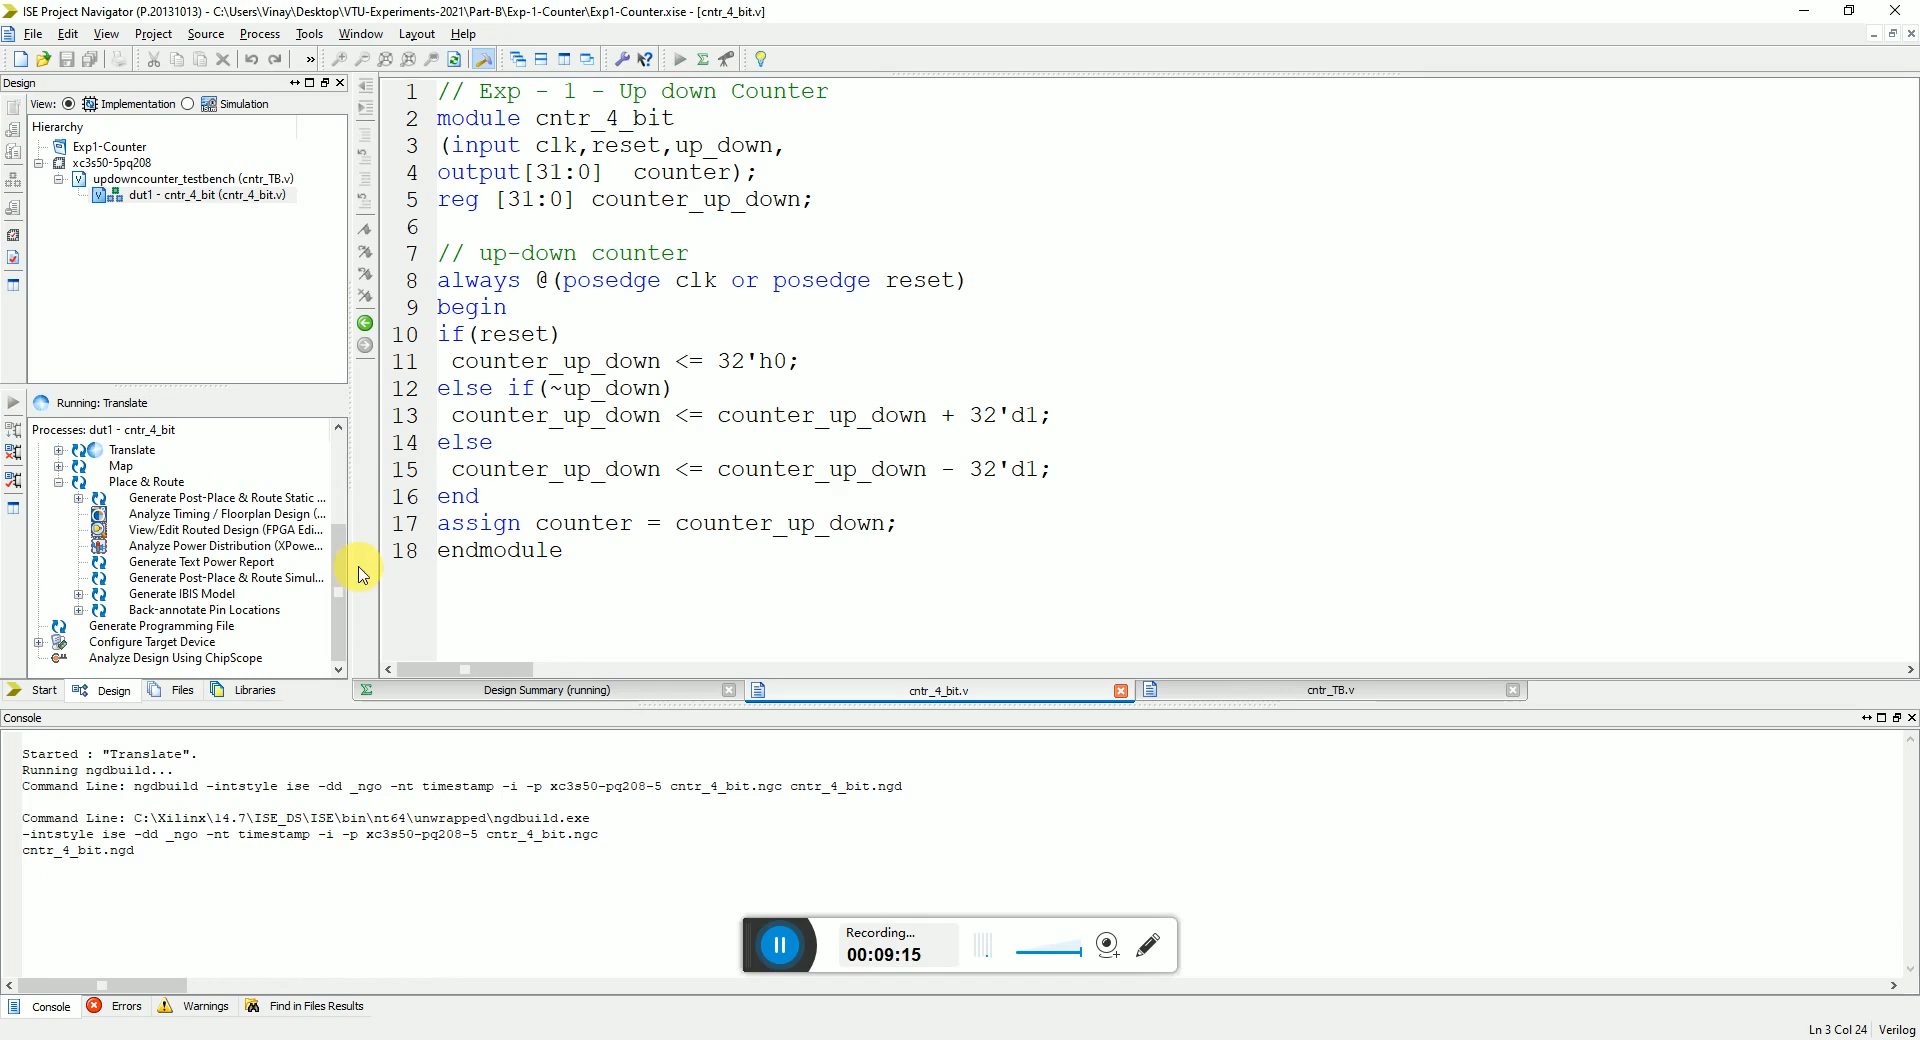 ISE Project Navigator (P.20131013) - C:\Users\Vinay\Desktop\VTU-Experiments-2021\Part-B\Exp-1-Counter\Exp1-Counter.xise - [cntr_4_bit.v]
File Edit View Project Source Process Tools Window Layout Help
»
Design
View: Implementation Simulation
Hierarchy
Exp1-Counter
xc3s50-5pq208
updowncounter_testbench (cntr_TB.v)
dut1 - cntr_4_bit (cntr_4_bit.v)
Running: Translate
Processes: dut1 - cntr_4_bit
Translate
Map
Place & Route
Generate Post-Place & Route Static ...
Analyze Timing / Floorplan Design (...
View/Edit Routed Design (FPGA Edi...
Analyze Power Distribution (XPowe...
Generate Text Power Report
Generate Post-Place & Route Simul...
Generate IBIS Model
Back-annotate Pin Locations
Generate Programming File
Configure Target Device
Analyze Design Using ChipScope
Start Design Files Libraries
1 // Exp - 1 - Up down Counter
2 module cntr_4_bit
3 (input clk,reset,up_down,
4 output[31:0]  counter);
5 reg [31:0] counter_up_down;
6
7 // up-down counter
8 always @(posedge clk or posedge reset)
9 begin
10 if(reset)
11  counter_up_down <= 32'h0;
12 else if(~up_down)
13  counter_up_down <= counter_up_down + 32'd1;
14 else
15  counter_up_down <= counter_up_down - 32'd1;
16 end
17 assign counter = counter_up_down;
18 endmodule
Design Summary (running) cntr_4_bit.v cntr_TB.v
Console
Started : "Translate".
Running ngdbuild...
Command Line: ngdbuild -intstyle ise -dd _ngo -nt timestamp -i -p xc3s50-pq208-5 cntr_4_bit.ngc cntr_4_bit.ngd
Command Line: C:\Xilinx\14.7\ISE_DS\ISE\bin\nt64\unwrapped\ngdbuild.exe
-intstyle ise -dd _ngo -nt timestamp -i -p xc3s50-pq208-5 cntr_4_bit.ngc
cntr_4_bit.ngd
Recording...
00:09:15
Console Errors Warnings Find in Files Results
Ln 3 Col 24 Verilog